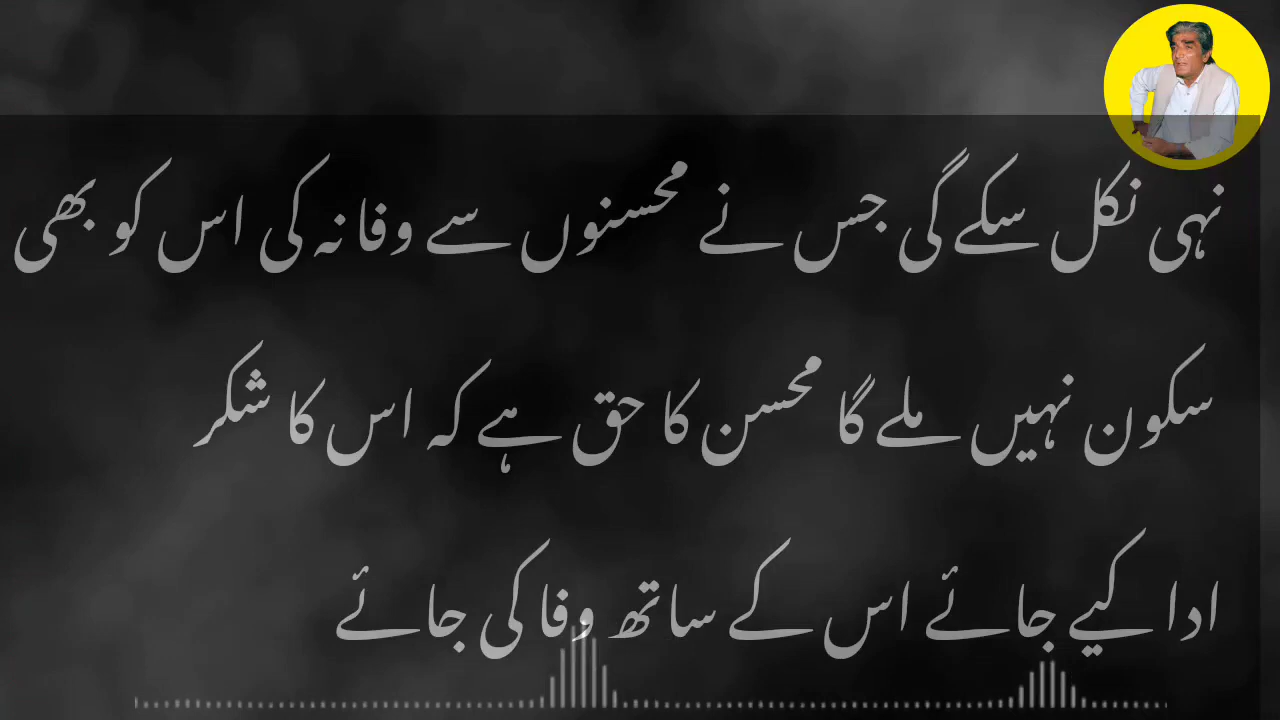 نہی نکل سکے گی جس نے محسنوں سے وفا نہ کی اس کو بھی
سکون نہیں ملے گا محسن کا حق ہے کہ اس کا شکر
ادا کیے جائے اس کے ساتھ وفا کی جائے